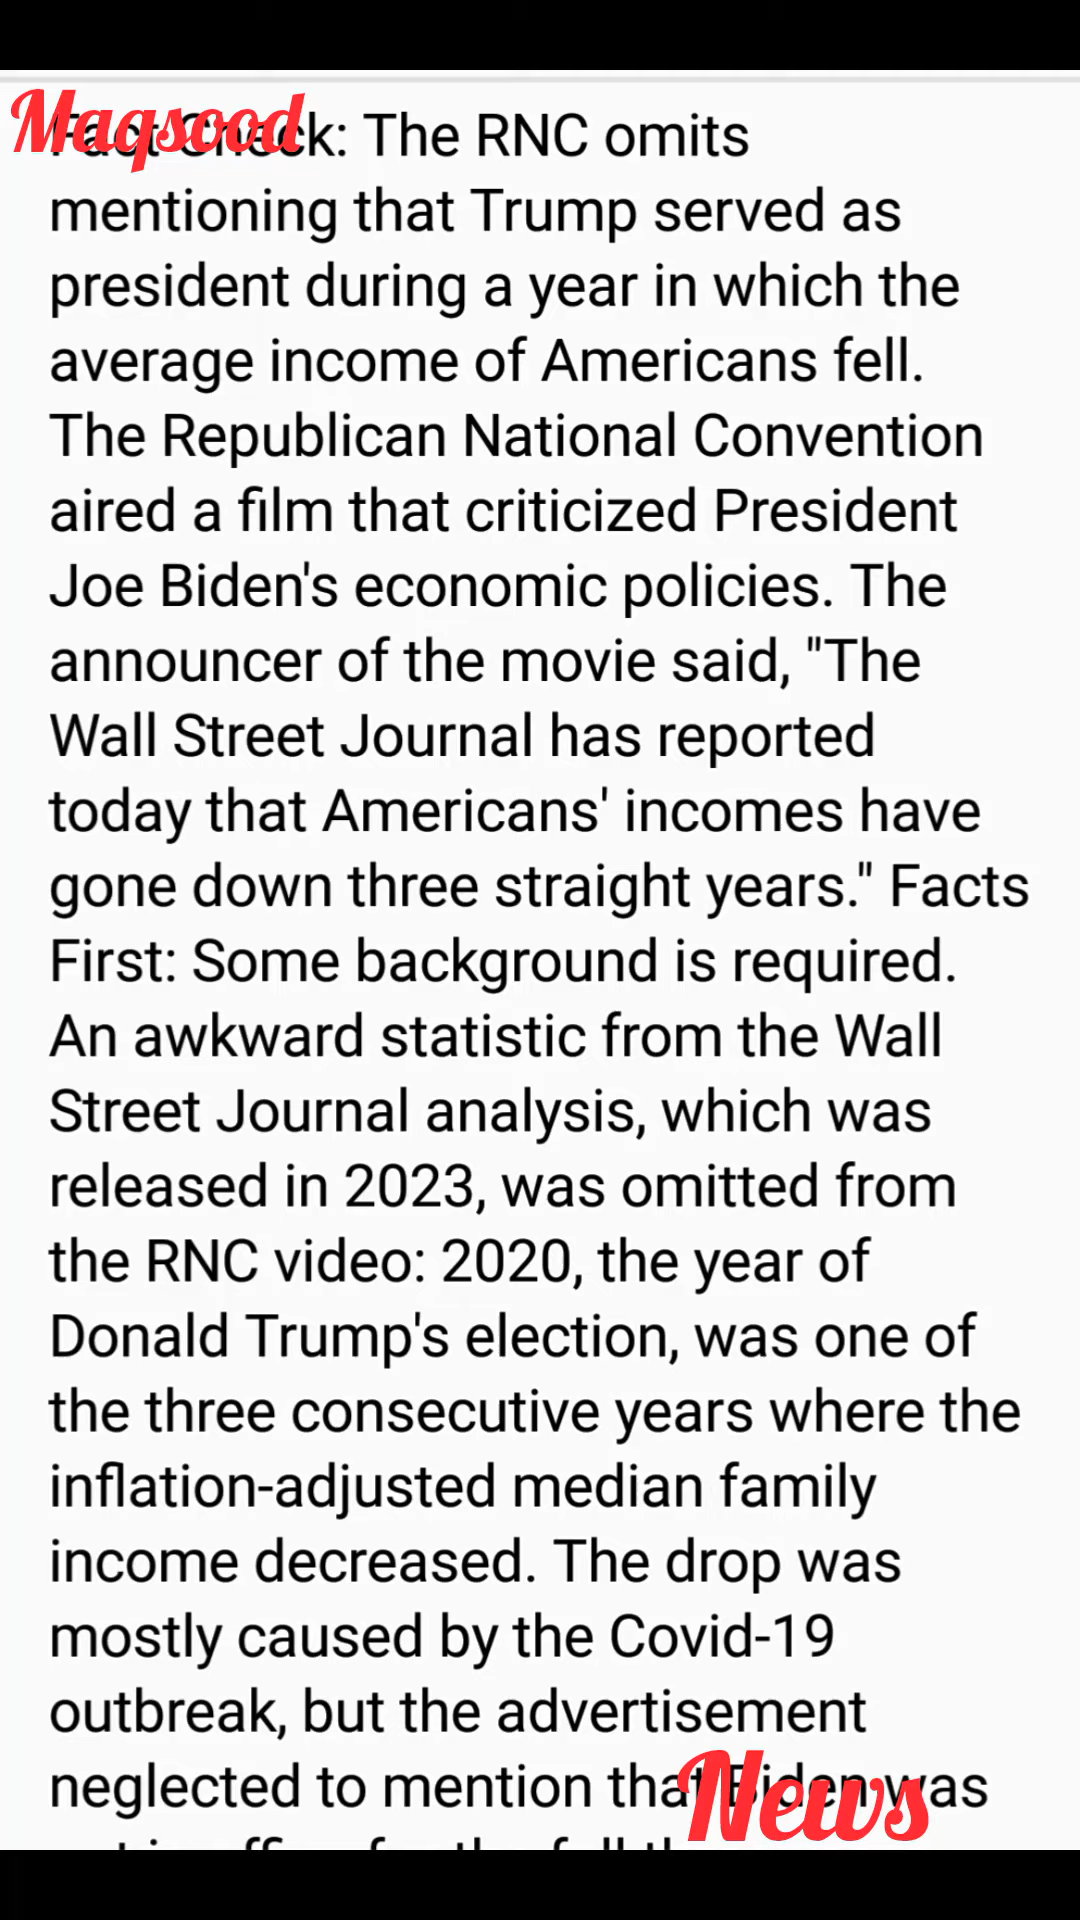 Maqsood
Fact Check: The RNC omits
mentioning that Trump served as
president during a year in which the
average income of Americans fell.
The Republican National Convention
aired a film that criticized President
Joe Biden's economic policies. The
announcer of the movie said, "The
Wall Street Journal has reported
today that Americans' incomes have
gone down three straight years." Facts
First: Some background is required.
An awkward statistic from the Wall
Street Journal analysis, which was
released in 2023, was omitted from
the RNC video: 2020, the year of
Donald Trump's election, was one of
the three consecutive years where the
inflation-adjusted median family
income decreased. The drop was
mostly caused by the Covid-19
outbreak, but the advertisement
neglected to mention that Biden was
News